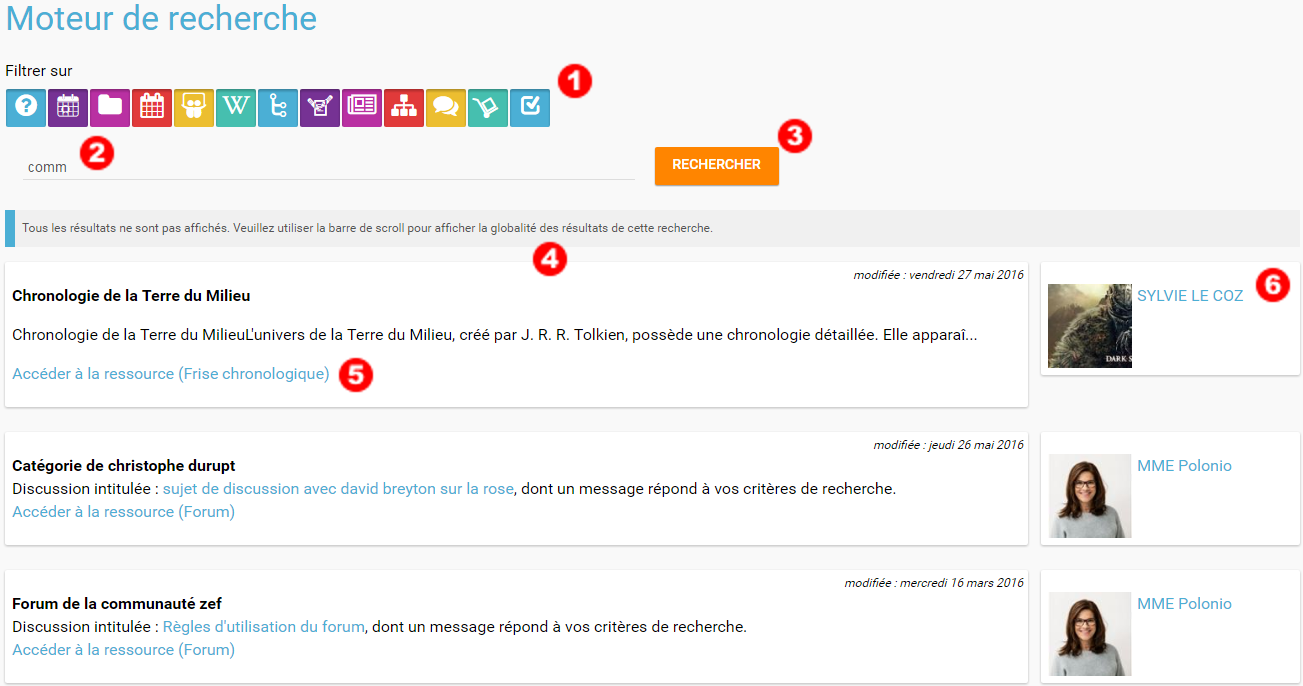 Moteur de recherche
Filtrer sur
1
? W
2
comm
3
RECHERCHER
Tous les résultats ne sont pas affichés. Veuillez utiliser la barre de scroll pour afficher la globalité des résultats de cette recherche.
4
modifiée : vendredi 27 mai 2016
Chronologie de la Terre du Milieu
Chronologie de la Terre du MilieuL'univers de la Terre du Milieu, créé par J. R. R. Tolkien, possède une chronologie détaillée. Elle apparaî...
Accéder à la ressource (Frise chronologique)
5
SYLVIE LE COZ
6
DARK S
modifiée : jeudi 26 mai 2016
Catégorie de christophe durupt
Discussion intitulée : sujet de discussion avec david breyton sur la rose, dont un message répond à vos critères de recherche.
Accéder à la ressource (Forum)
MME Polonio
modifiée : mercredi 16 mars 2016
Forum de la communauté zef
Discussion intitulée : Règles d'utilisation du forum, dont un message répond à vos critères de recherche.
Accéder à la ressource (Forum)
MME Polonio